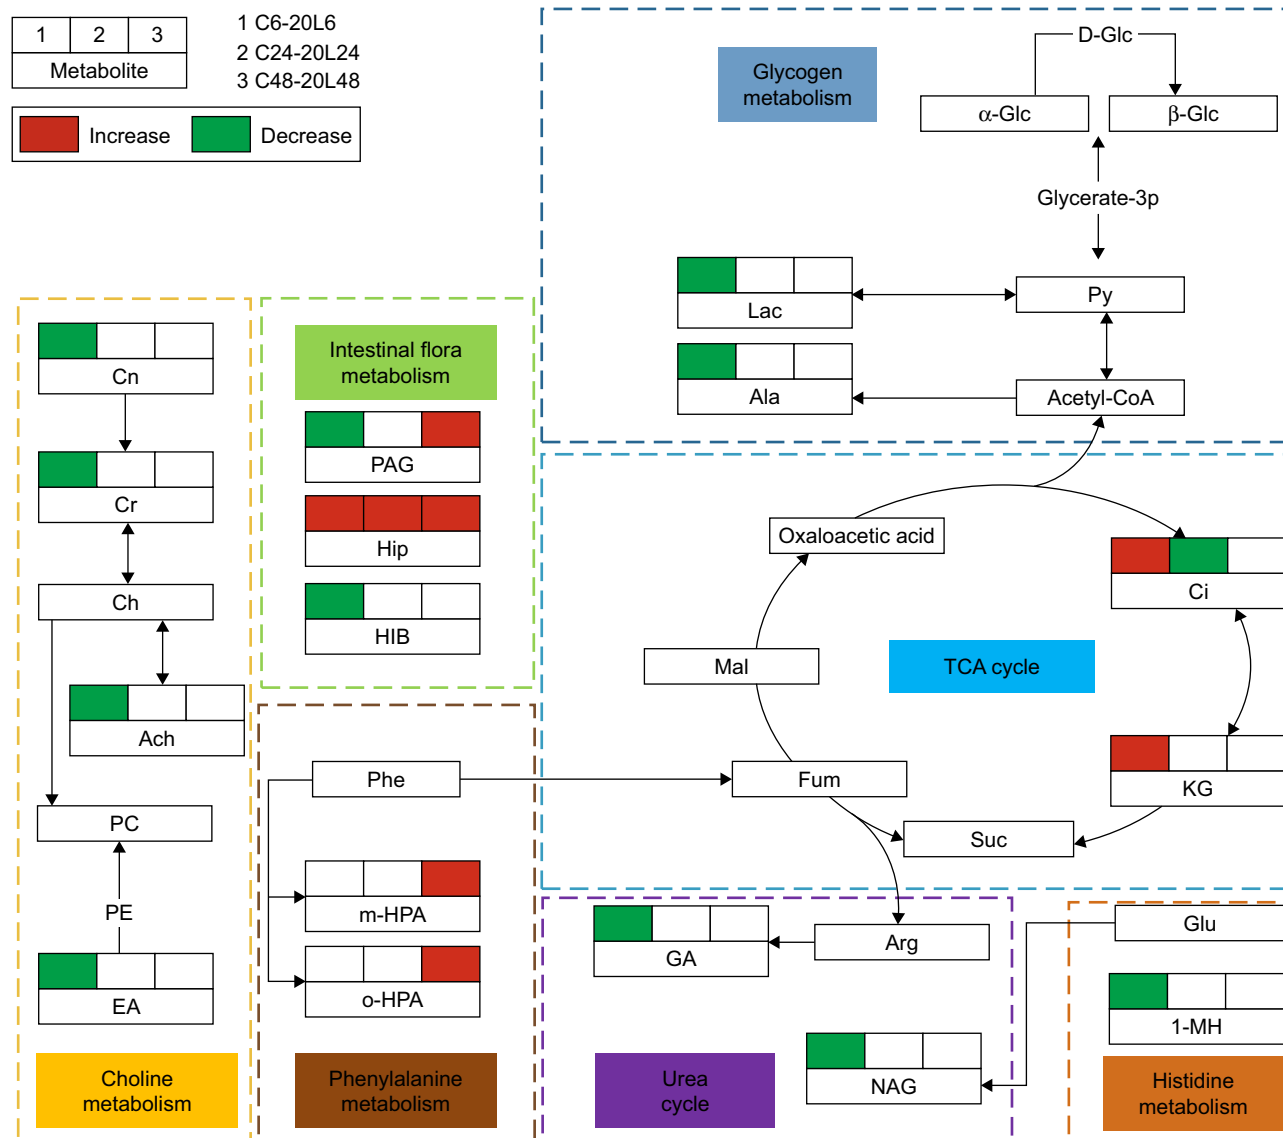 1 2 3
Metabolite
1 C6-20L6
2 C24-20L24
3 C48-20L48
Increase
Decrease
Glycogen
metabolism
D-Glc
α-Glc
β-Glc
Glycerate-3p
Lac
Py
Ala
Acetyl-CoA
Cn
Cr
Ch
Ach
PC
PE
EA
Choline
metabolism
Intestinal flora
metabolism
PAG
Hip
HIB
Oxaloacetic acid
Ci
Mal
TCA cycle
Fum
KG
Suc
Phe
m-HPA
o-HPA
Phenylalanine
metabolism
GA
Arg
NAG
Urea
cycle
Glu
1-MH
Histidine
metabolism